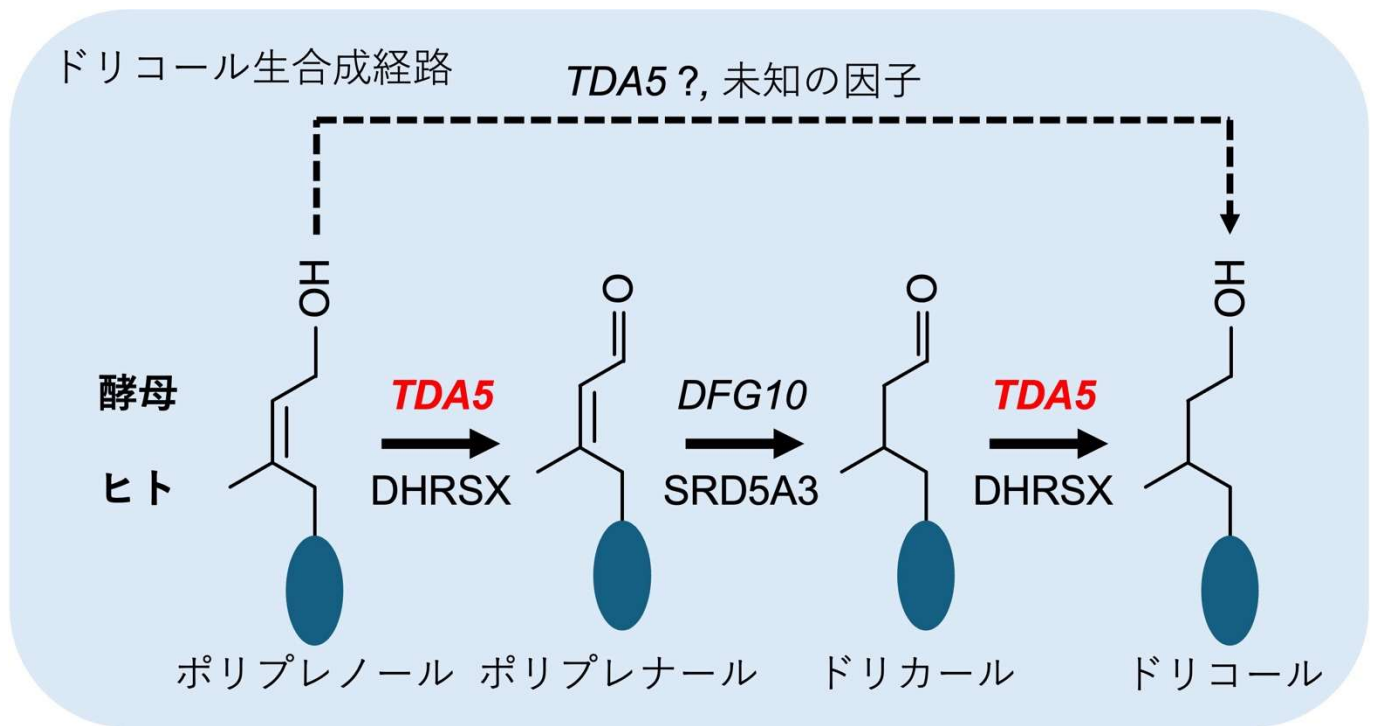 ドリコール生合成経路
TDA5 ?, 未知の因子
HO
O
O
HO
酵母
TDA5
DFG10
TDA5
ヒト
DHRSX
SRD5A3
DHRSX
ポリプレノール
ポリプレナール
ドリカール
ドリコール